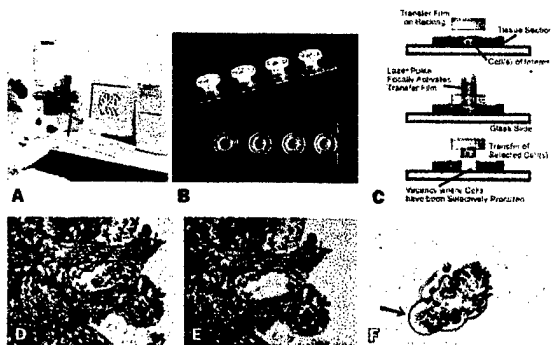 Transfer Film
on Backing
Tissue Section
Cell(s) of Interest
Laser Pulse
Focally Activates
Transfer Film
Glass Slide
Transfer of
Selected Cell(s)
Vacancy where Cells
have been Selectively Procured
A
B
C
D
E
F